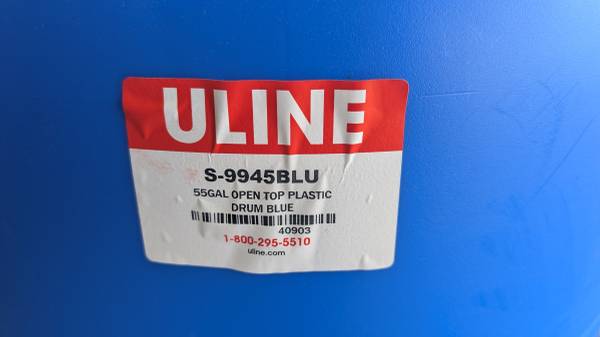 ULINE
S-9945BLU
55GAL OPEN TOP PLASTIC
DRUM BLUE
40903
1-800-295-5510
uline.com